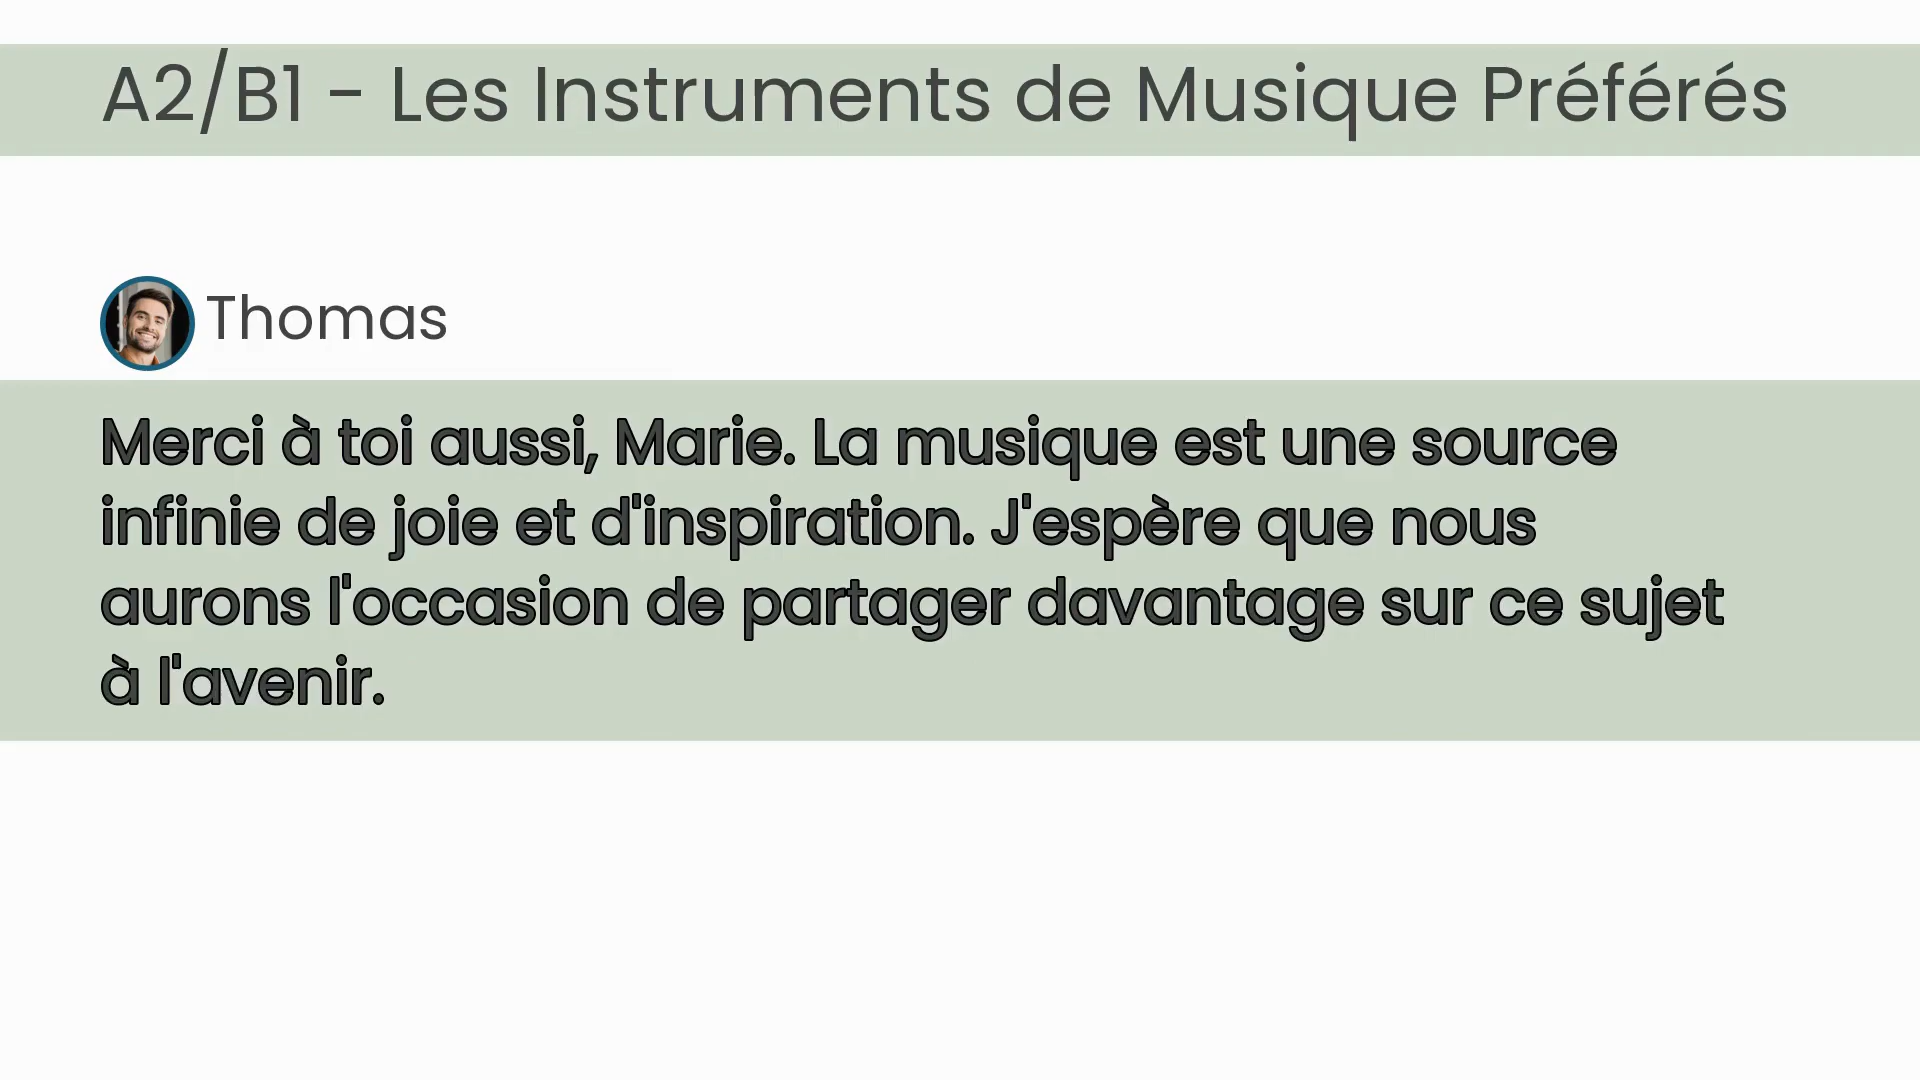 A2/B1 - Les Instruments de Musique Préférés
Thomas
Merci à toi aussi, Marie. La musique est une source
infinie de joie et d'inspiration. J'espère que nous
aurons l'occasion de partager davantage sur ce sujet
à l'avenir.